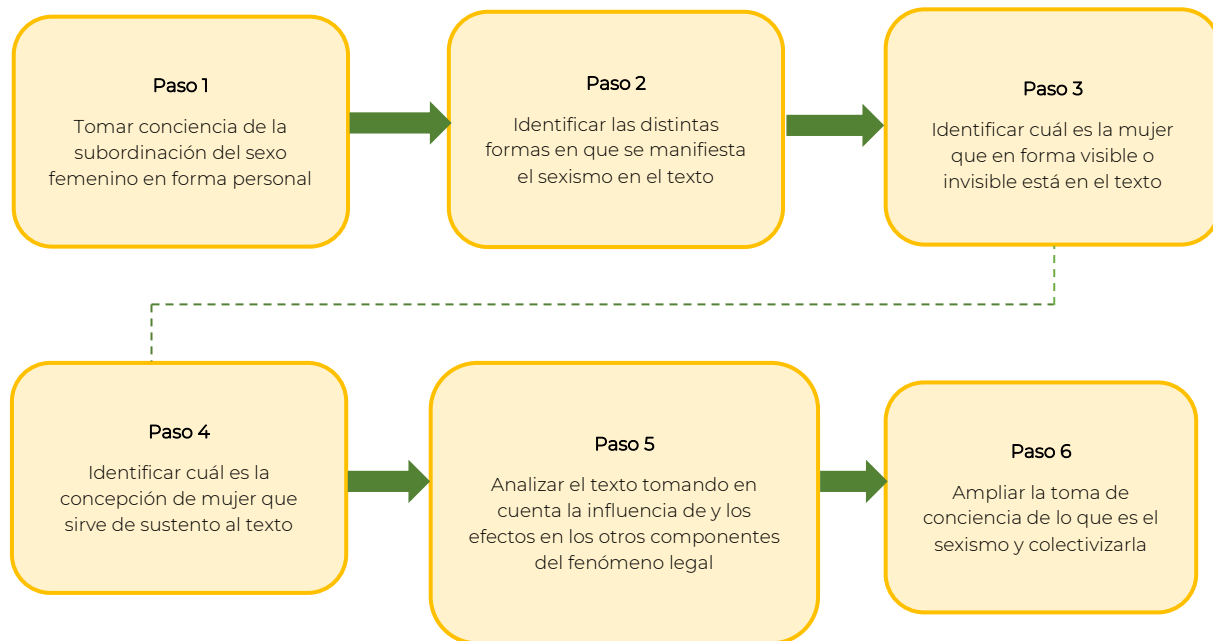 Paso 1
Tomar conciencia de la
subordinación del sexo
femenino en forma personal
Paso 2
Identificar las distintas
formas en que se manifiesta
el sexismo en el texto
Paso 3
Identificar cuál es la mujer
que en forma visible o
invisible está en el texto
Paso 4
Identificar cuál es la
concepción de mujer que
sirve de sustento al texto
Paso 5
Analizar el texto tomando en
cuenta la influencia de y los
efectos en los otros componentes
del fenómeno legal
Paso 6
Ampliar la toma de
conciencia de lo que es el
sexismo y colectivizarla